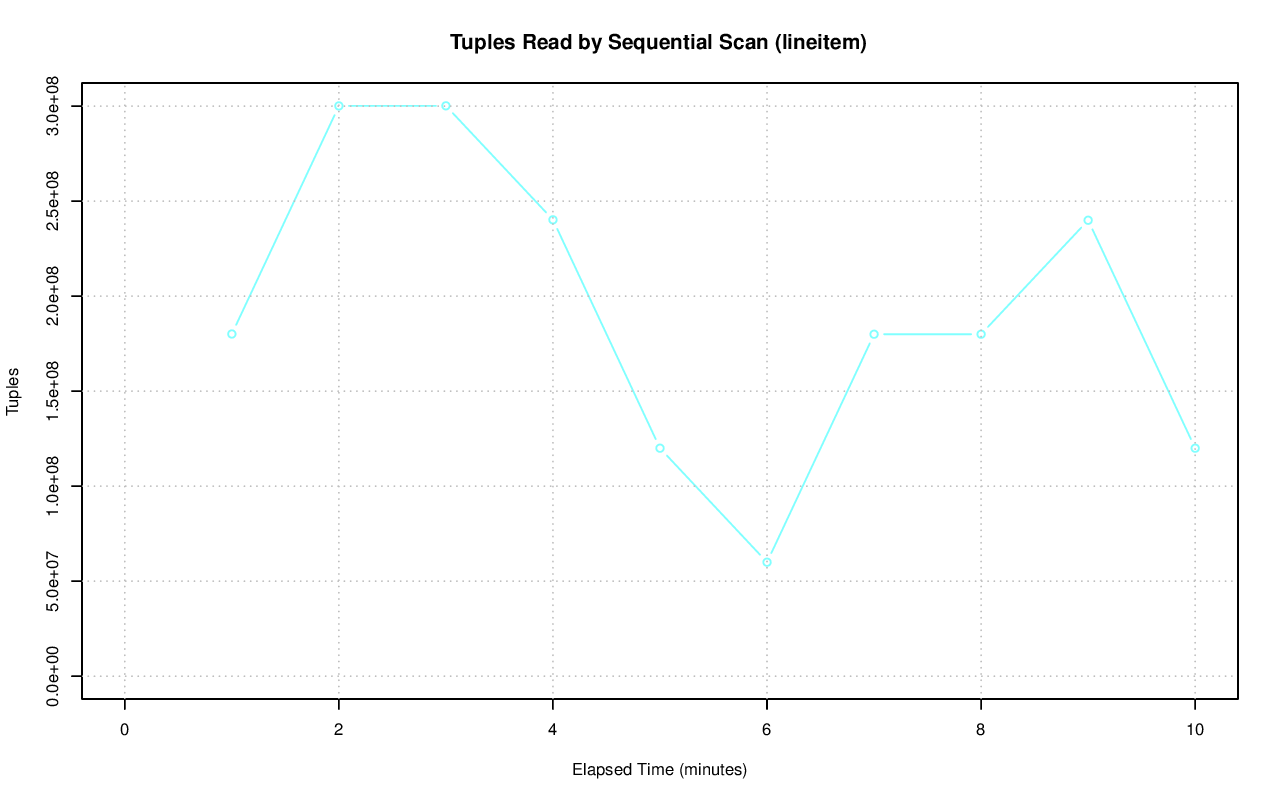 Tuples Read by Sequential Scan (lineitem)
3.0e+08
2.5e+08
2.0e+08
1.5e+08
1.0e+08
5.0e+07
0.0e+00
Tuples
0 2 4 6 8 10
Elapsed Time (minutes)